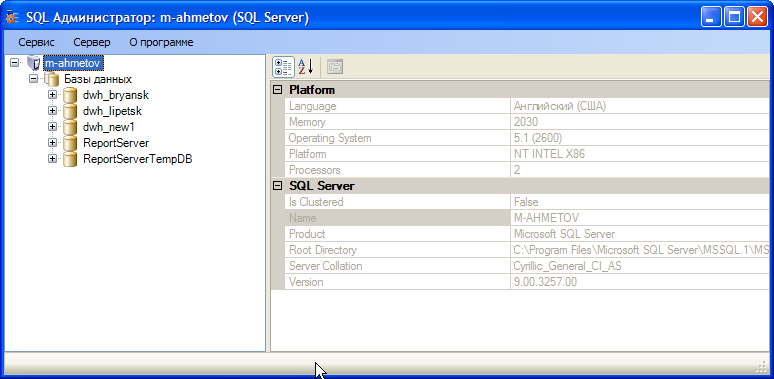 SQL Администратор: m-ahmetov (SQL Server)
Сервис Сервер О программе
m-ahmetov
Базы данных
dwh_bryansk
dwh_lipetsk
dwh_new1
ReportServer
ReportServerTempDB
Platform
Language Английский (США)
Memory 2030
Operating System 5.1 (2600)
Platform NT INTEL X86
Processors 2
SQL Server
Is Clustered False
Name M-AHMETOV
Product Microsoft SQL Server
Root Directory C:\Program Files\Microsoft SQL Server\MSSQL.1\MS
Server Collation Cyrillic_General_CI_AS
Version 9.00.3257.00